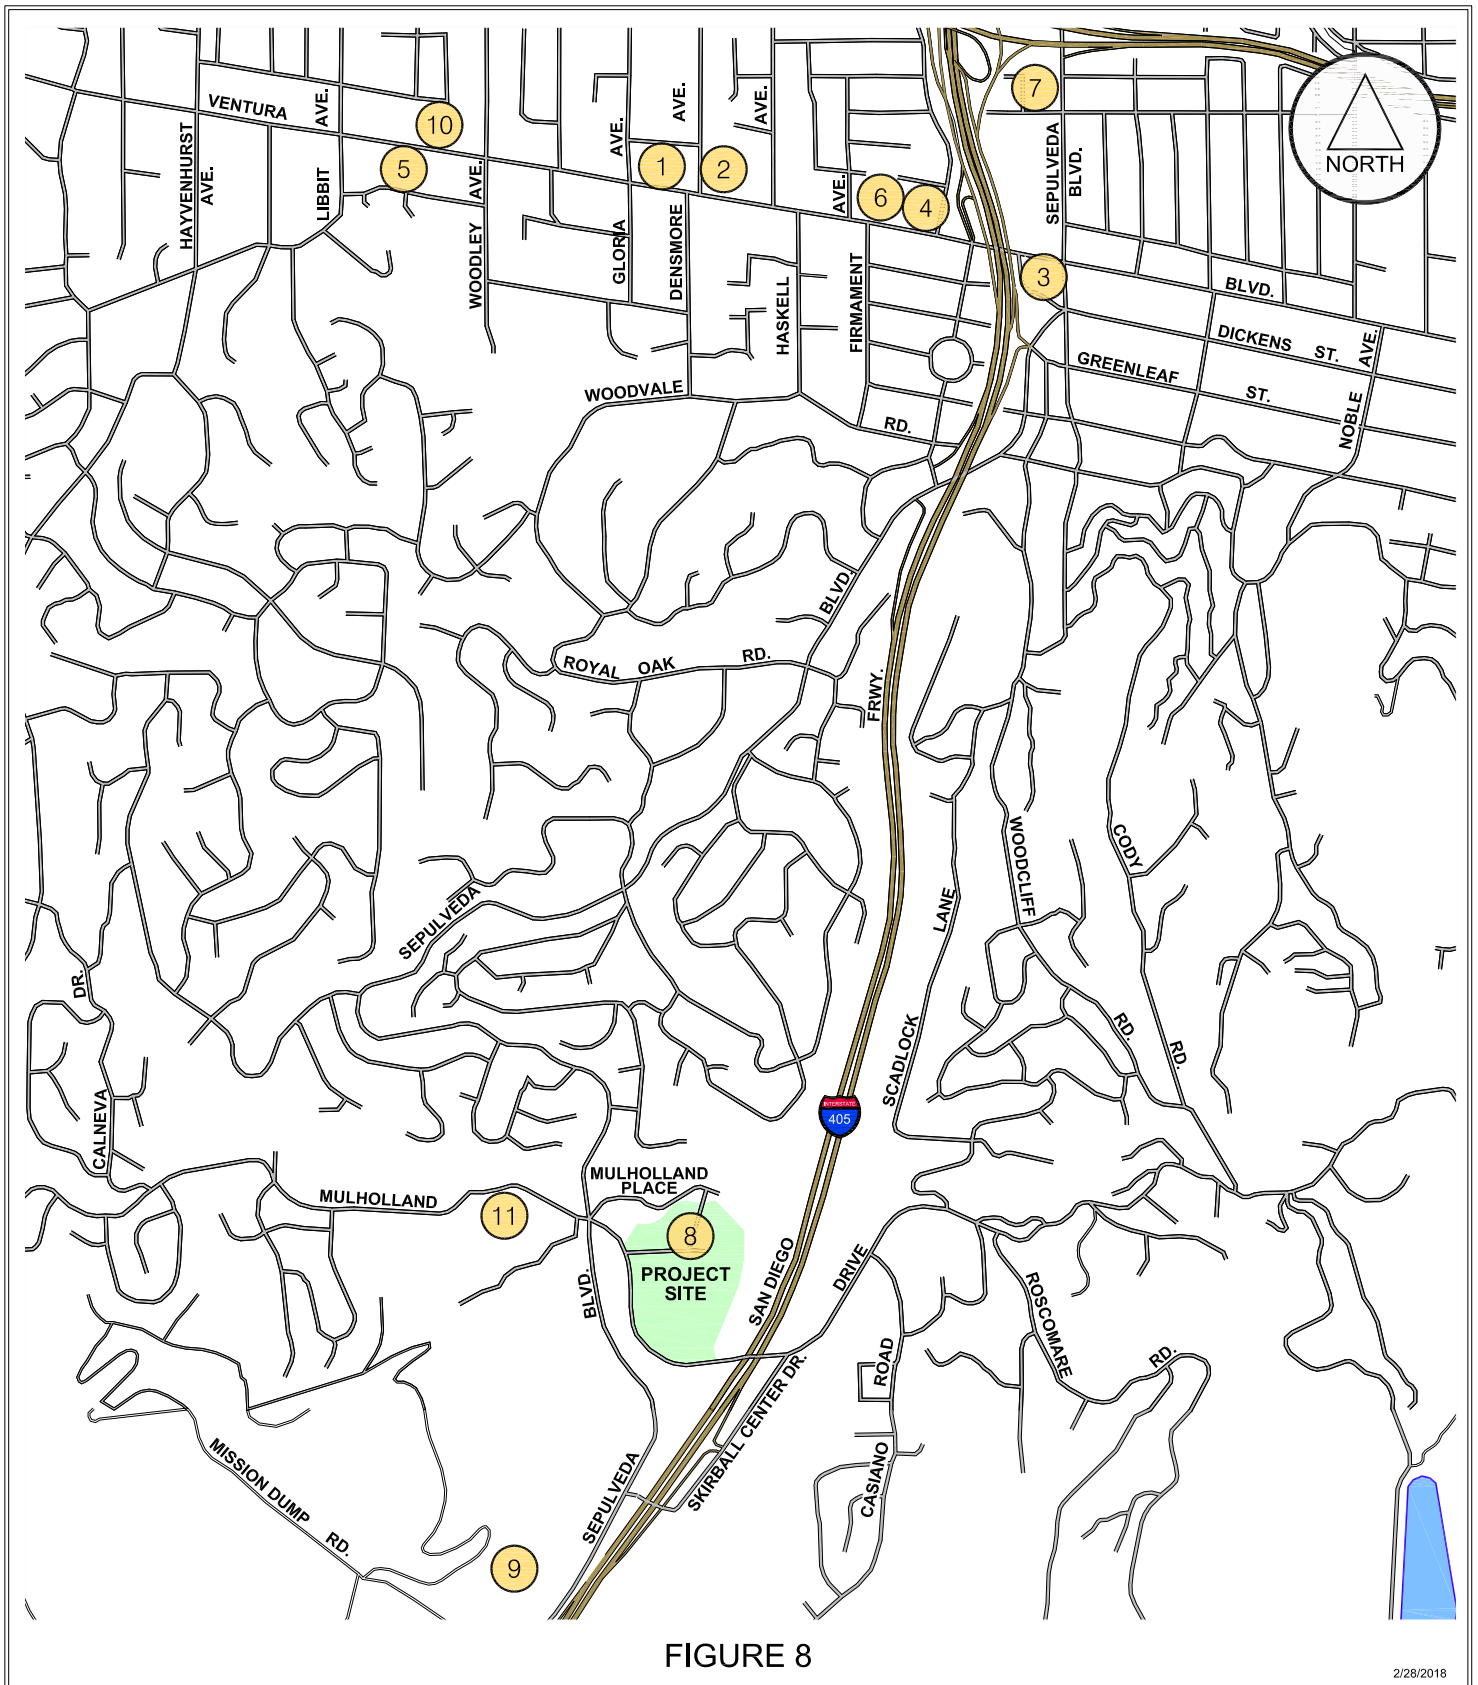 7
NORTH
VENTURA
AVE.
AVE.
AVE.
AVE.
10
5
1
2
6
4
AVE.
AVE.
HAYVENHURST
AVE.
LIBBIT
SEPULVEDA
BLVD.
WOODLEY
GLORIA
DENSMORE
HASKELL
FIRMAMENT
3
BLVD.
DICKENS ST.
AVE.
GREENLEAF ST.
NOBLE
WOODVALE
RD.
BLVD.
ROYAL OAK RD.
FRWY.
WOODCLIFF
CODY
SEPULVEDA
LANE
DR.
SCADLOCK
RD.
RD.
CALNEVA
INTERSTATE
405
MULHOLLAND
PLACE
MULHOLLAND
11
8
PROJECT
SITE
BLVD.
SAN DIEGO
DRIVE
ROSCOMARE
RD.
ROAD
SKIRBALL CENTER DR.
CASIANO
MISSION DUMP RD.
SEPULVEDA
9
FIGURE 8
2/28/2018